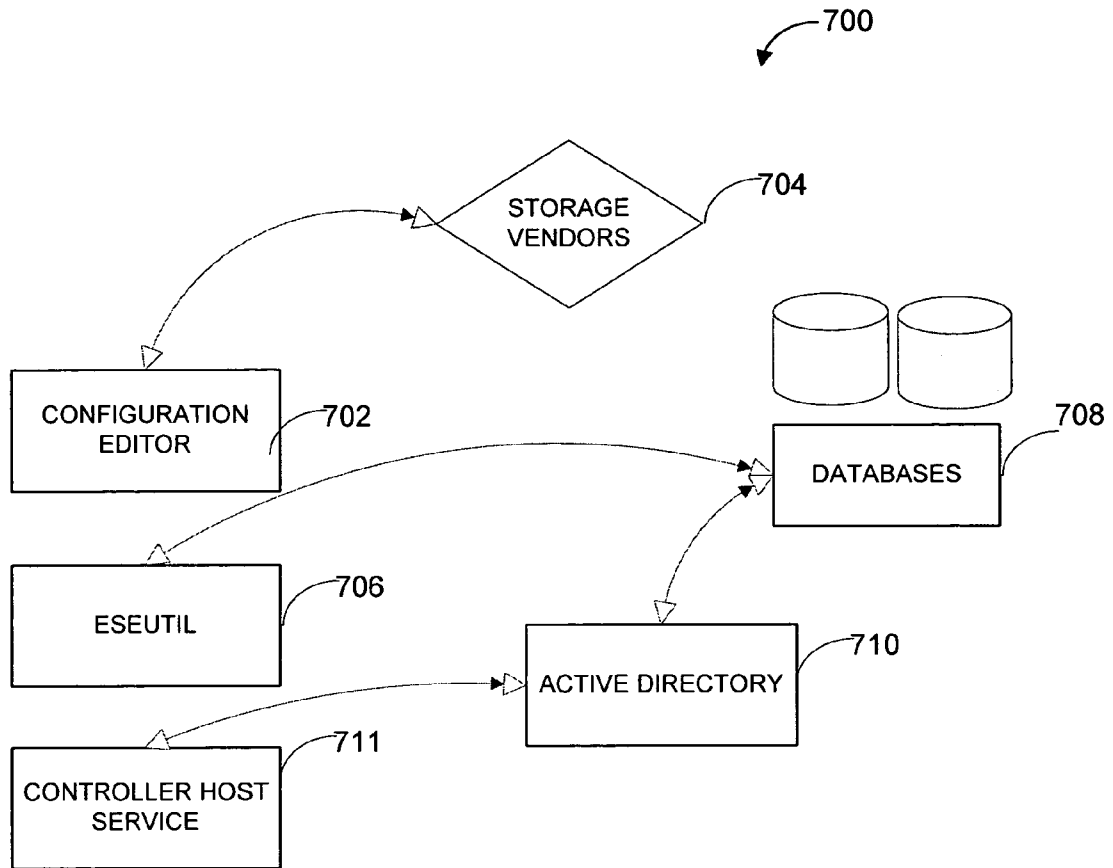 700
STORAGE
VENDORS
704
CONFIGURATION
EDITOR
702
DATABASES
708
ESEUTIL
706
ACTIVE DIRECTORY
710
CONTROLLER HOST
SERVICE
711